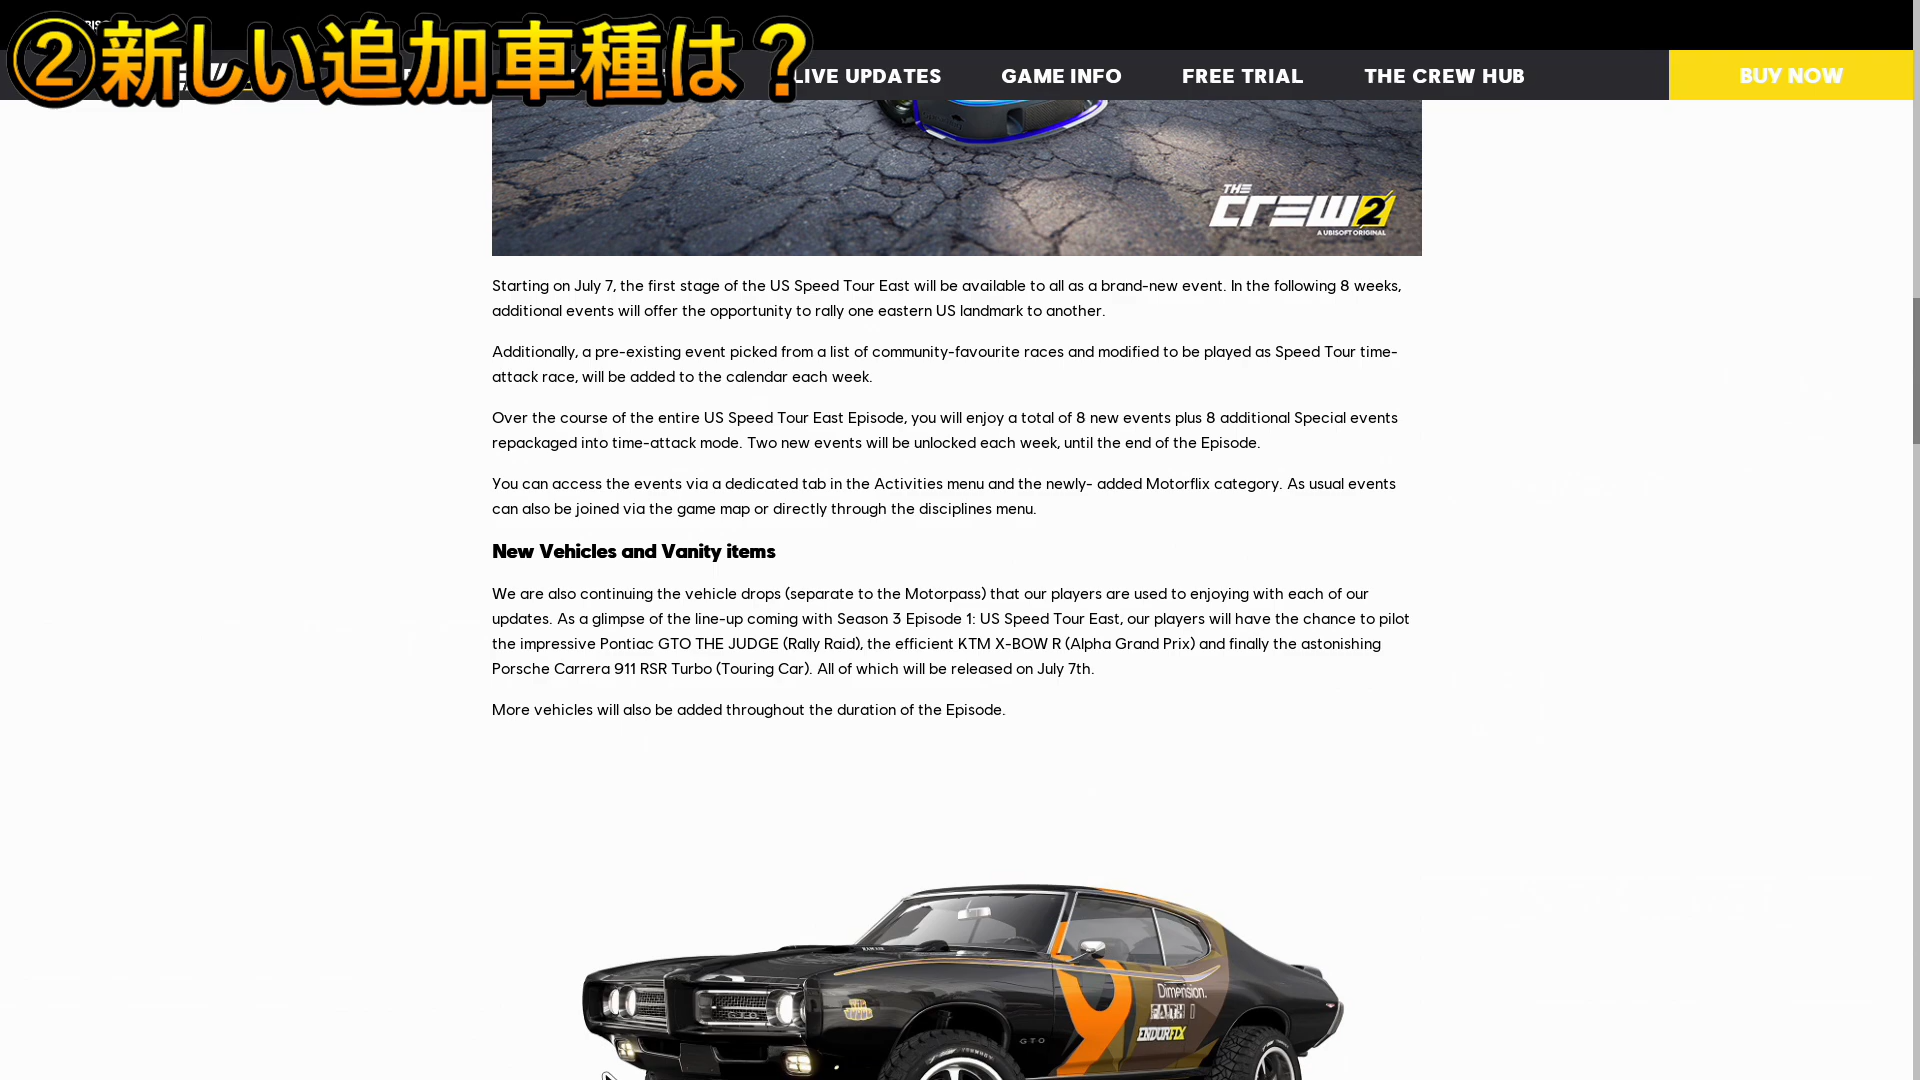 ②新しい追加車種は？
LIVE UPDATES
GAME INFO
FREE TRIAL
THE CREW HUB
BUY NOW
THE
CREW2
A UBISOFT ORIGINAL
Starting on July 7, the first stage of the US Speed Tour East will be available to all as a brand-new event. In the following 8 weeks,
additional events will offer the opportunity to rally one eastern US landmark to another.
Additionally, a pre-existing event picked from a list of community-favourite races and modified to be played as Speed Tour time-
attack race, will be added to the calendar each week.
Over the course of the entire US Speed Tour East Episode, you will enjoy a total of 8 new events plus 8 additional Special events
repackaged into time-attack mode. Two new events will be unlocked each week, until the end of the Episode.
You can access the events via a dedicated tab in the Activities menu and the newly- added Motorflix category. As usual events
can also be joined via the game map or directly through the disciplines menu.
New Vehicles and Vanity items
We are also continuing the vehicle drops (separate to the Motorpass) that our players are used to enjoying with each of our
updates. As a glimpse of the line-up coming with Season 3 Episode 1: US Speed Tour East, our players will have the chance to pilot
the impressive Pontiac GTO THE JUDGE (Rally Raid), the efficient KTM X-BOW R (Alpha Grand Prix) and finally the astonishing
Porsche Carrera 911 RSR Turbo (Touring Car). All of which will be released on July 7th.
More vehicles will also be added throughout the duration of the Episode.
RAM AIR
Dimension.
ENDURFIX
GTO
GTO
9